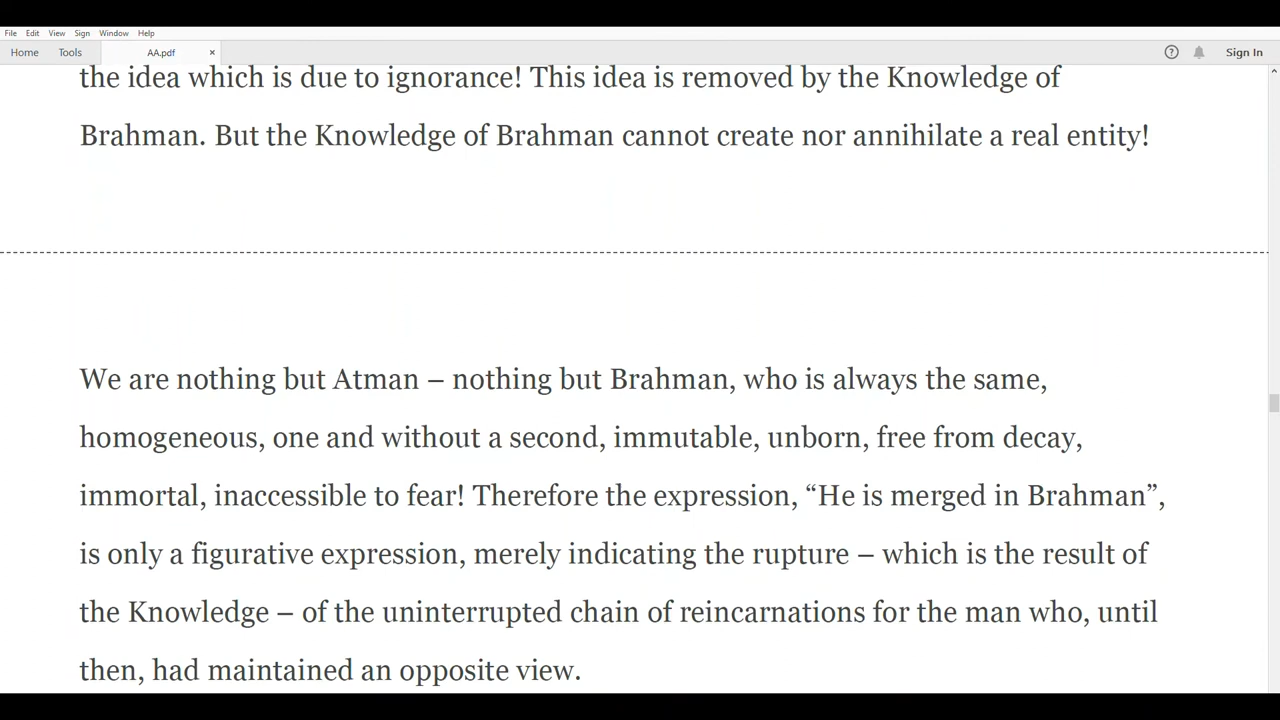 File Edit View Sign Window Help
Home Tools AA.pdf × Sign In
the idea which is due to ignorance! This idea is removed by the Knowledge of
Brahman. But the Knowledge of Brahman cannot create nor annihilate a real entity!
We are nothing but Atman – nothing but Brahman, who is always the same,
homogeneous, one and without a second, immutable, unborn, free from decay,
immortal, inaccessible to fear! Therefore the expression, “He is merged in Brahman”,
is only a figurative expression, merely indicating the rupture – which is the result of
the Knowledge – of the uninterrupted chain of reincarnations for the man who, until
then, had maintained an opposite view.